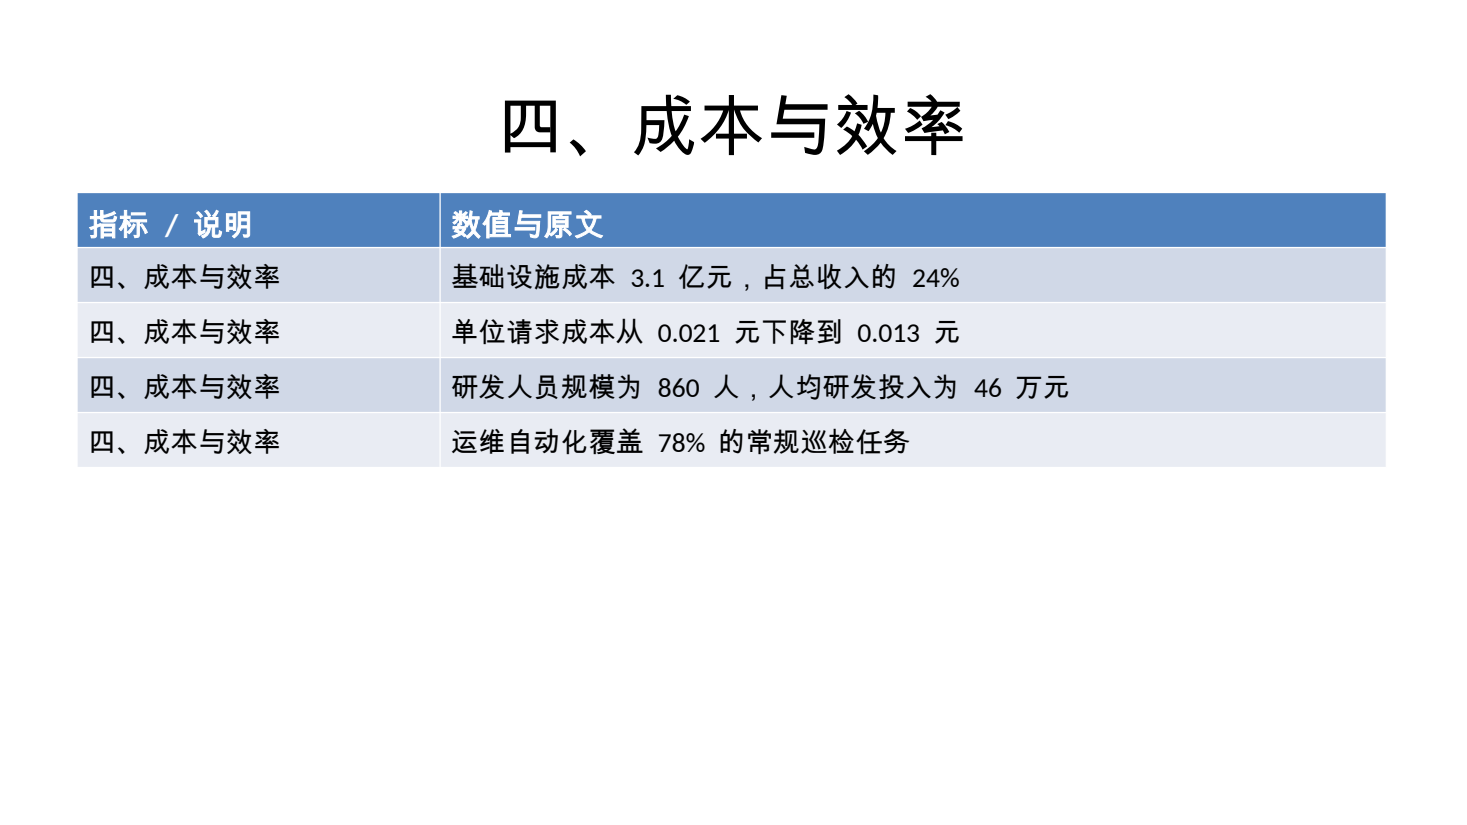 四、成本与效率
指标 / 说明 数值与原文
四、成本与效率 基础设施成本 3.1 亿元，占总收入的 24%
四、成本与效率 单位请求成本从 0.021 元下降到 0.013 元
四、成本与效率 研发人员规模为 860 人，人均研发投入为 46 万元
四、成本与效率 运维自动化覆盖 78% 的常规巡检任务